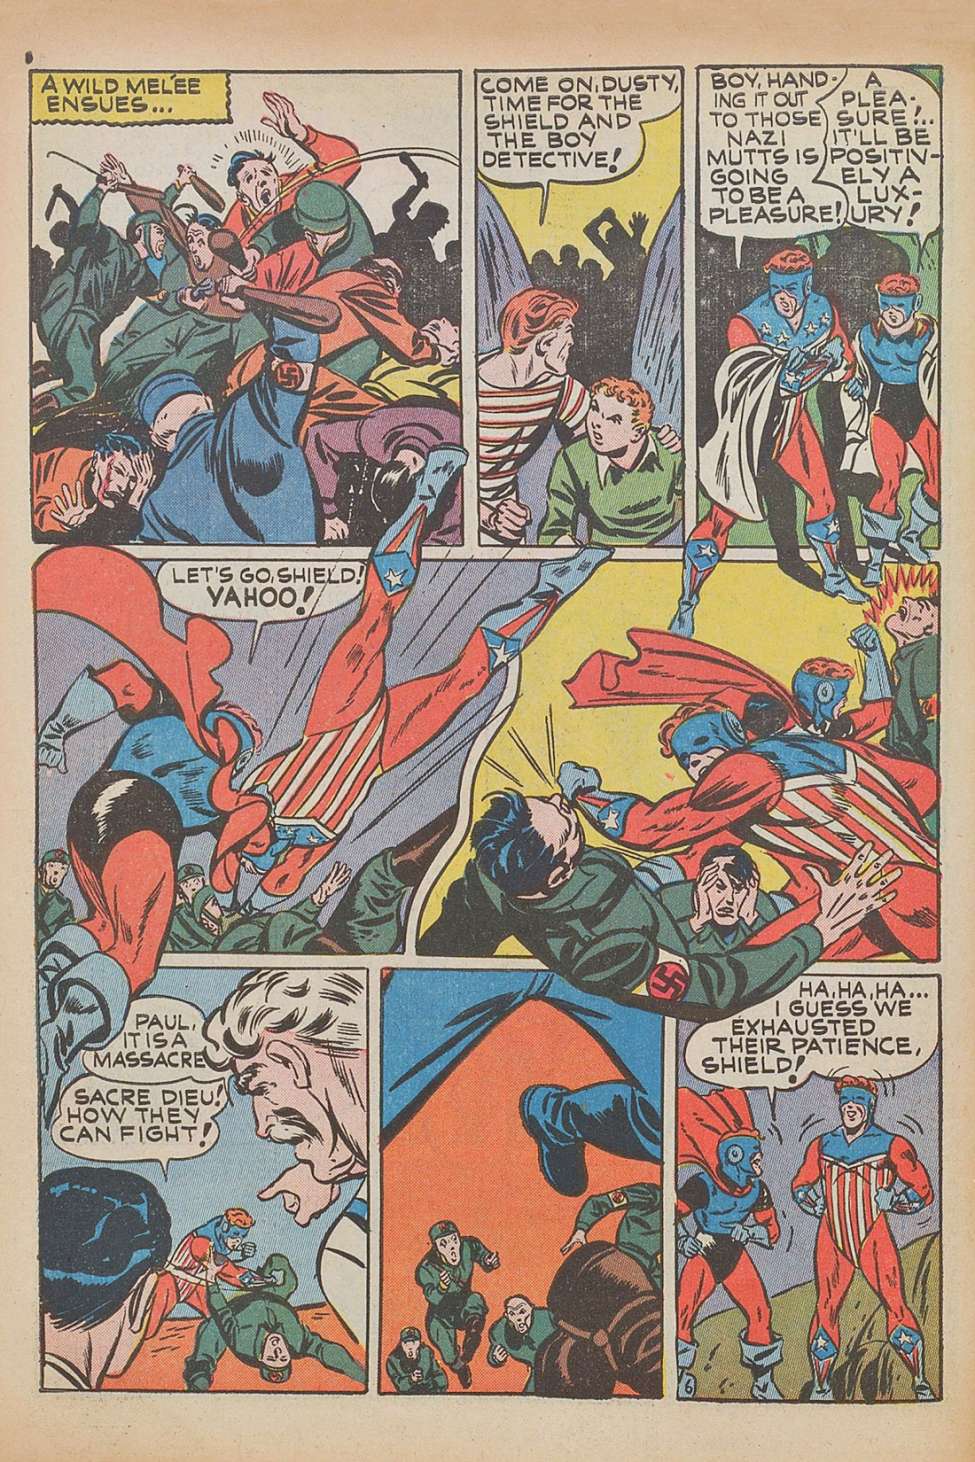 A WILD MELÉE
ENSUES...
COME ON, DUSTY,
TIME FOR THE
SHIELD AND
THE BOY
DETECTIVE!
BOY, HAND-
ING IT OUT
TO THOSE
NAZI
MUTTS IS
GOING
TO BE A
PLEASURE!
A
PLEA-
SURE!..
IT'LL BE
POSITIV-
ELY A
LUX-
URY!
LET'S GO, SHIELD!
YAHOO!
PAUL,
IT IS A
MASSACRE
SACRE DIEU!
HOW THEY
CAN FIGHT!
HA, HA, HA...
I GUESS WE
EXHAUSTED
THEIR PATIENCE,
SHIELD!
6